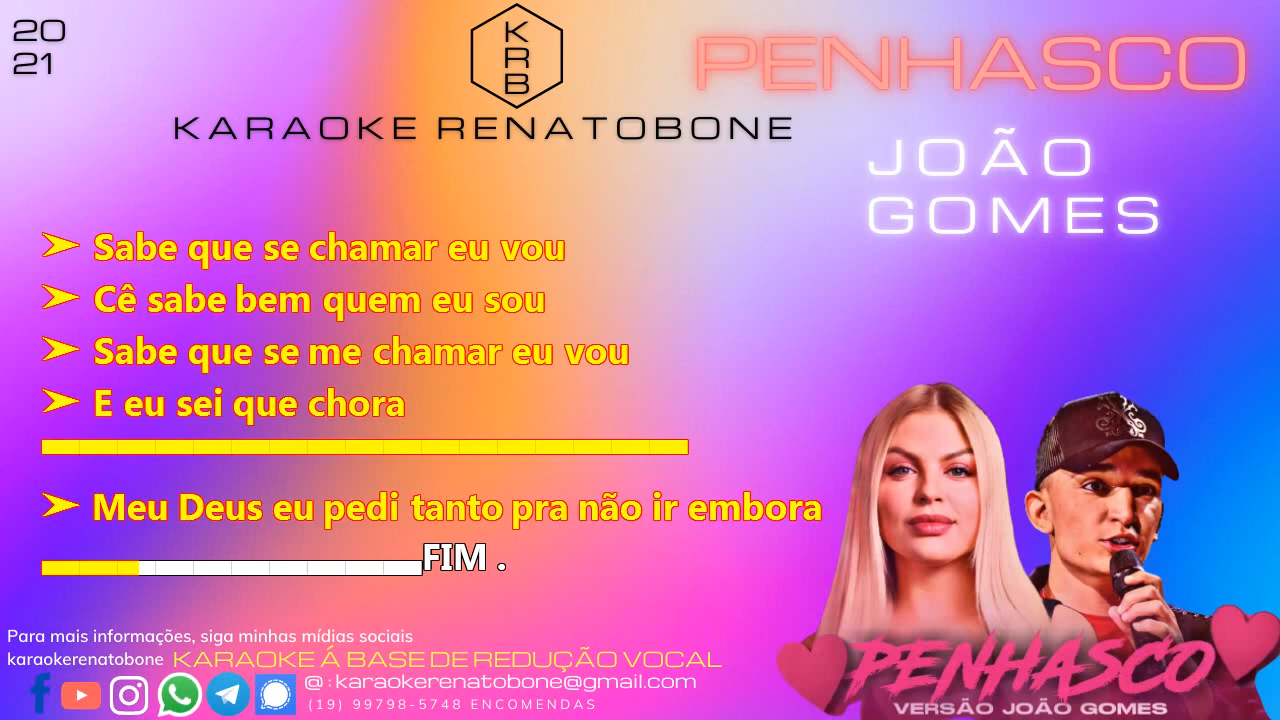 20
21
K
R
B
KARAOKE RENATOBONE
PENHASCO
JOÃO
GOMES
➤ Sabe que se chamar eu vou
➤ Cê sabe bem quem eu sou
➤ Sabe que se me chamar eu vou
➤ E eu sei que chora
➤ Meu Deus eu pedi tanto pra não ir embora
FIM .
Para mais informações, siga minhas mídias sociais
karaokerenatobone
KARAOKE Á BASE DE REDUÇÃO VOCAL
@:karaokerenatobone@gmail.com
(19) 99798-5748 ENCOMENDAS
PENHASCO
VERSÃO JOÃO GOMES